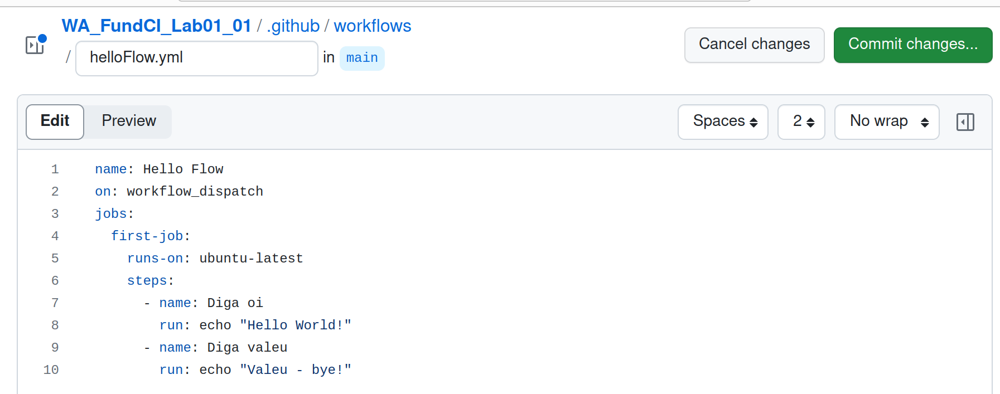 WA_FundCI_Lab01_01 / .github / workflows
/ helloFlow.yml in main
Cancel changes
Commit changes...
Edit
Preview
Spaces
2
No wrap
1 name: Hello Flow
2 on: workflow_dispatch
3 jobs:
4 first-job:
5 runs-on: ubuntu-latest
6 steps:
7 - name: Diga oi
8 run: echo "Hello World!"
9 - name: Diga valeu
10 run: echo "Valeu - bye!"